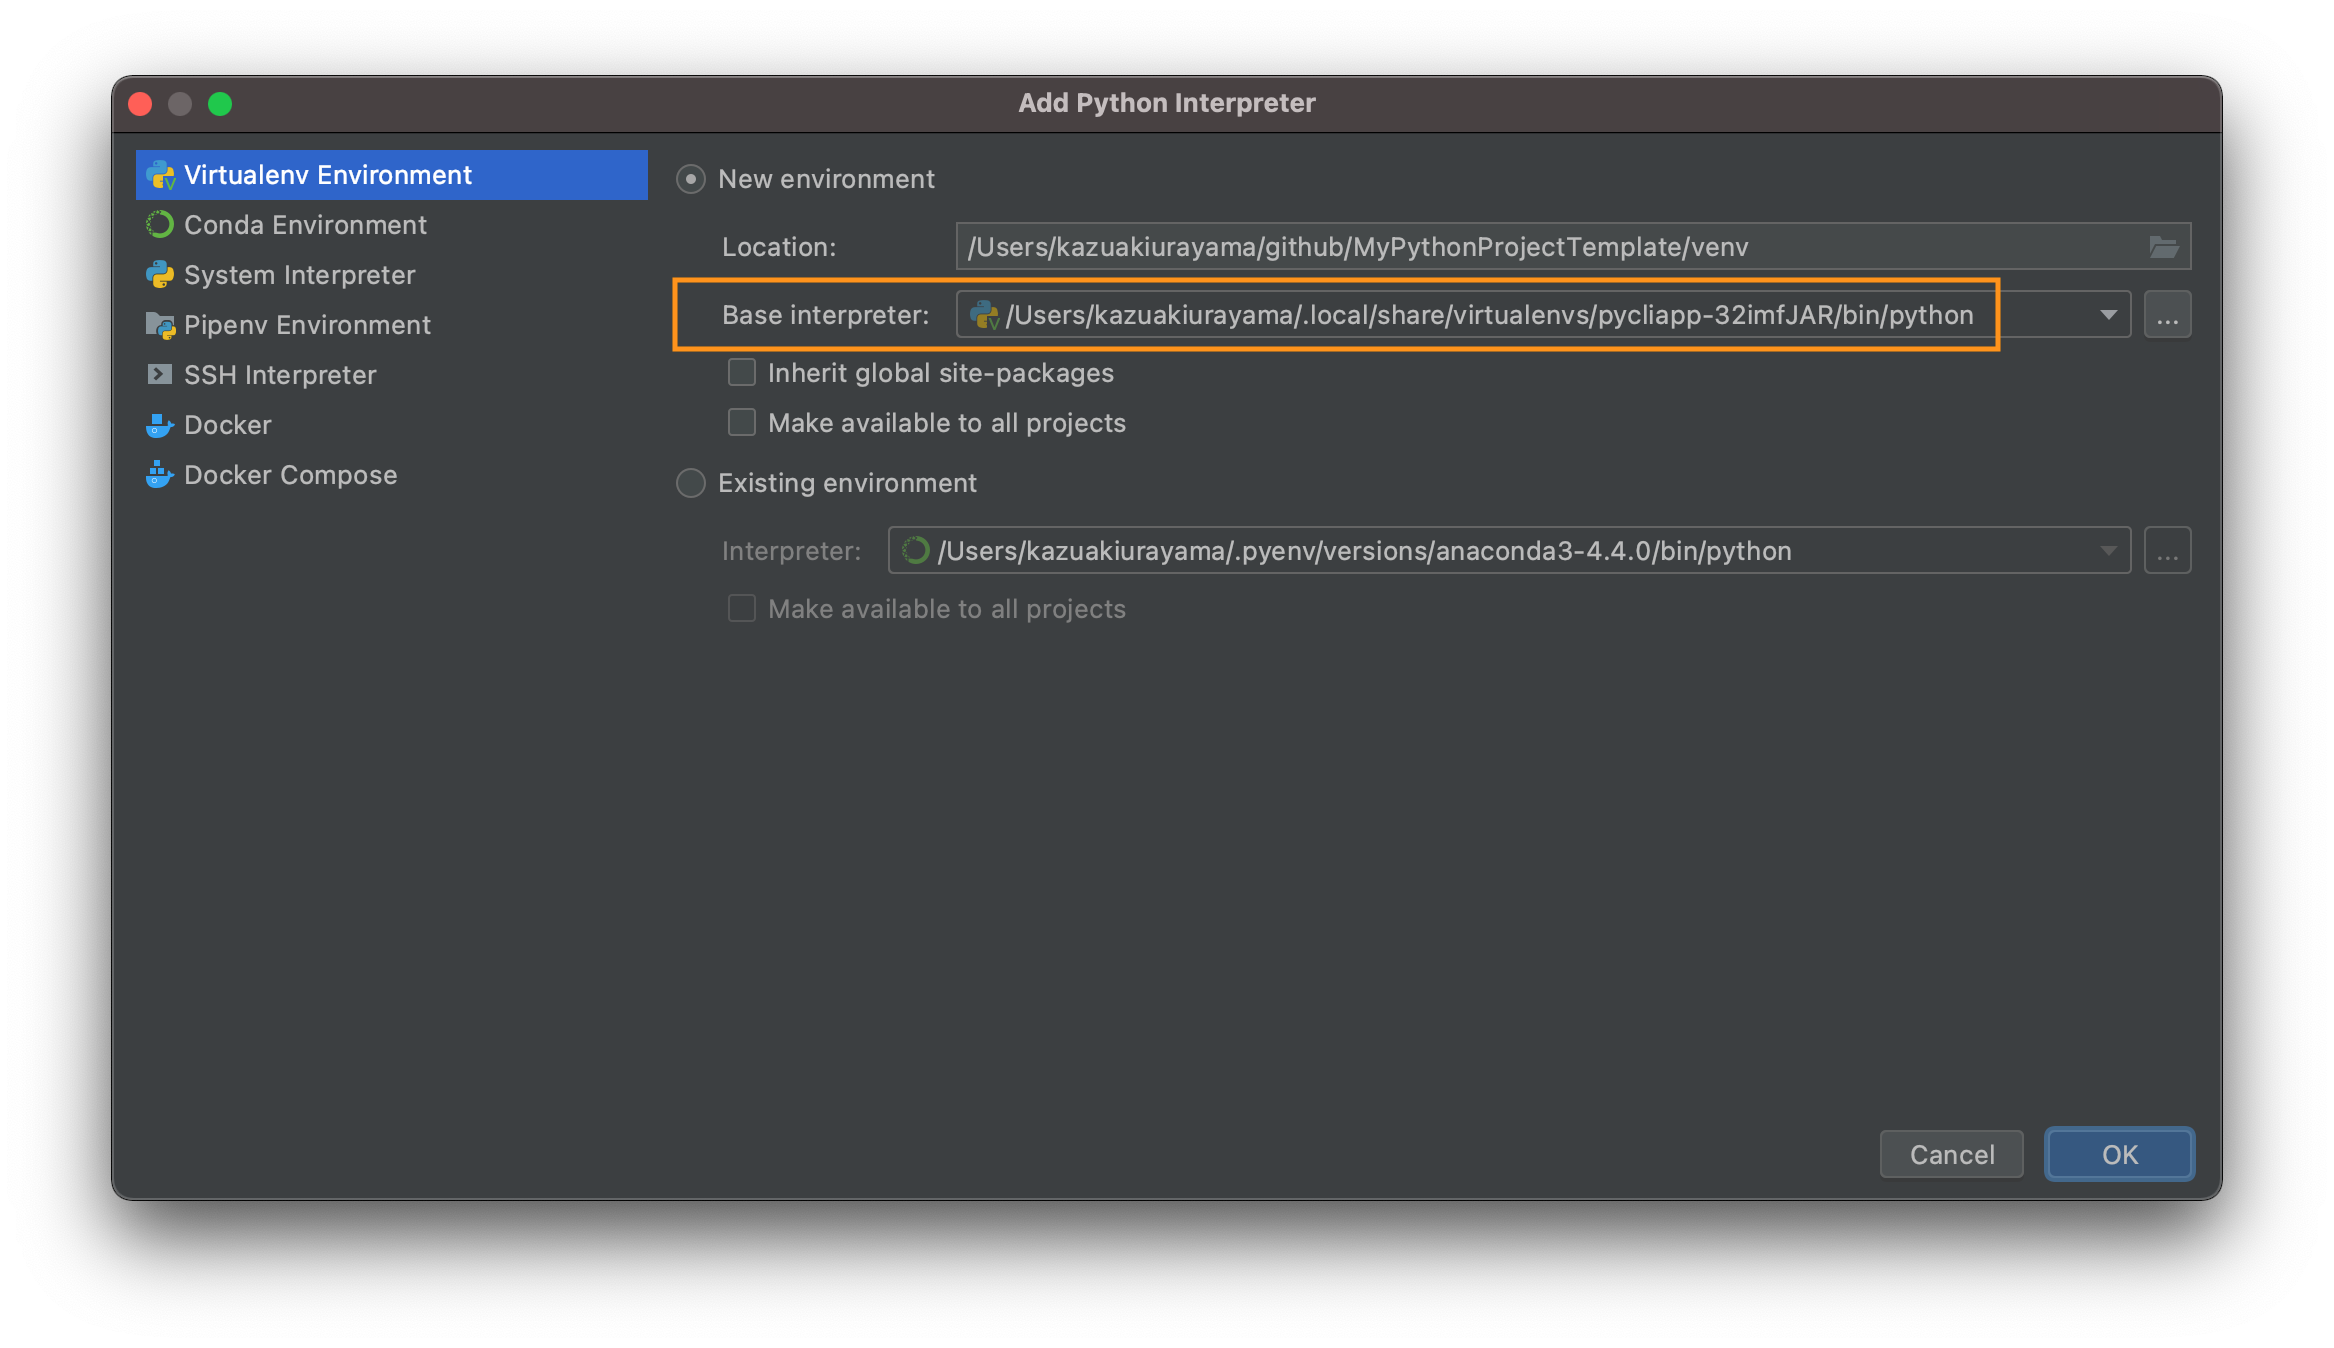 Add Python Interpreter
Virtualenv Environment
Conda Environment
System Interpreter
Pipenv Environment
SSH Interpreter
Docker
Docker Compose
New environment
Location: /Users/kazuakiurayama/github/MyPythonProjectTemplate/venv
Base interpreter: /Users/kazuakiurayama/.local/share/virtualenvs/pycliapp-32imfJAR/bin/python ...
Inherit global site-packages
Make available to all projects
Existing environment
Interpreter: /Users/kazuakiurayama/.pyenv/versions/anaconda3-4.4.0/bin/python ...
Make available to all projects
Cancel OK